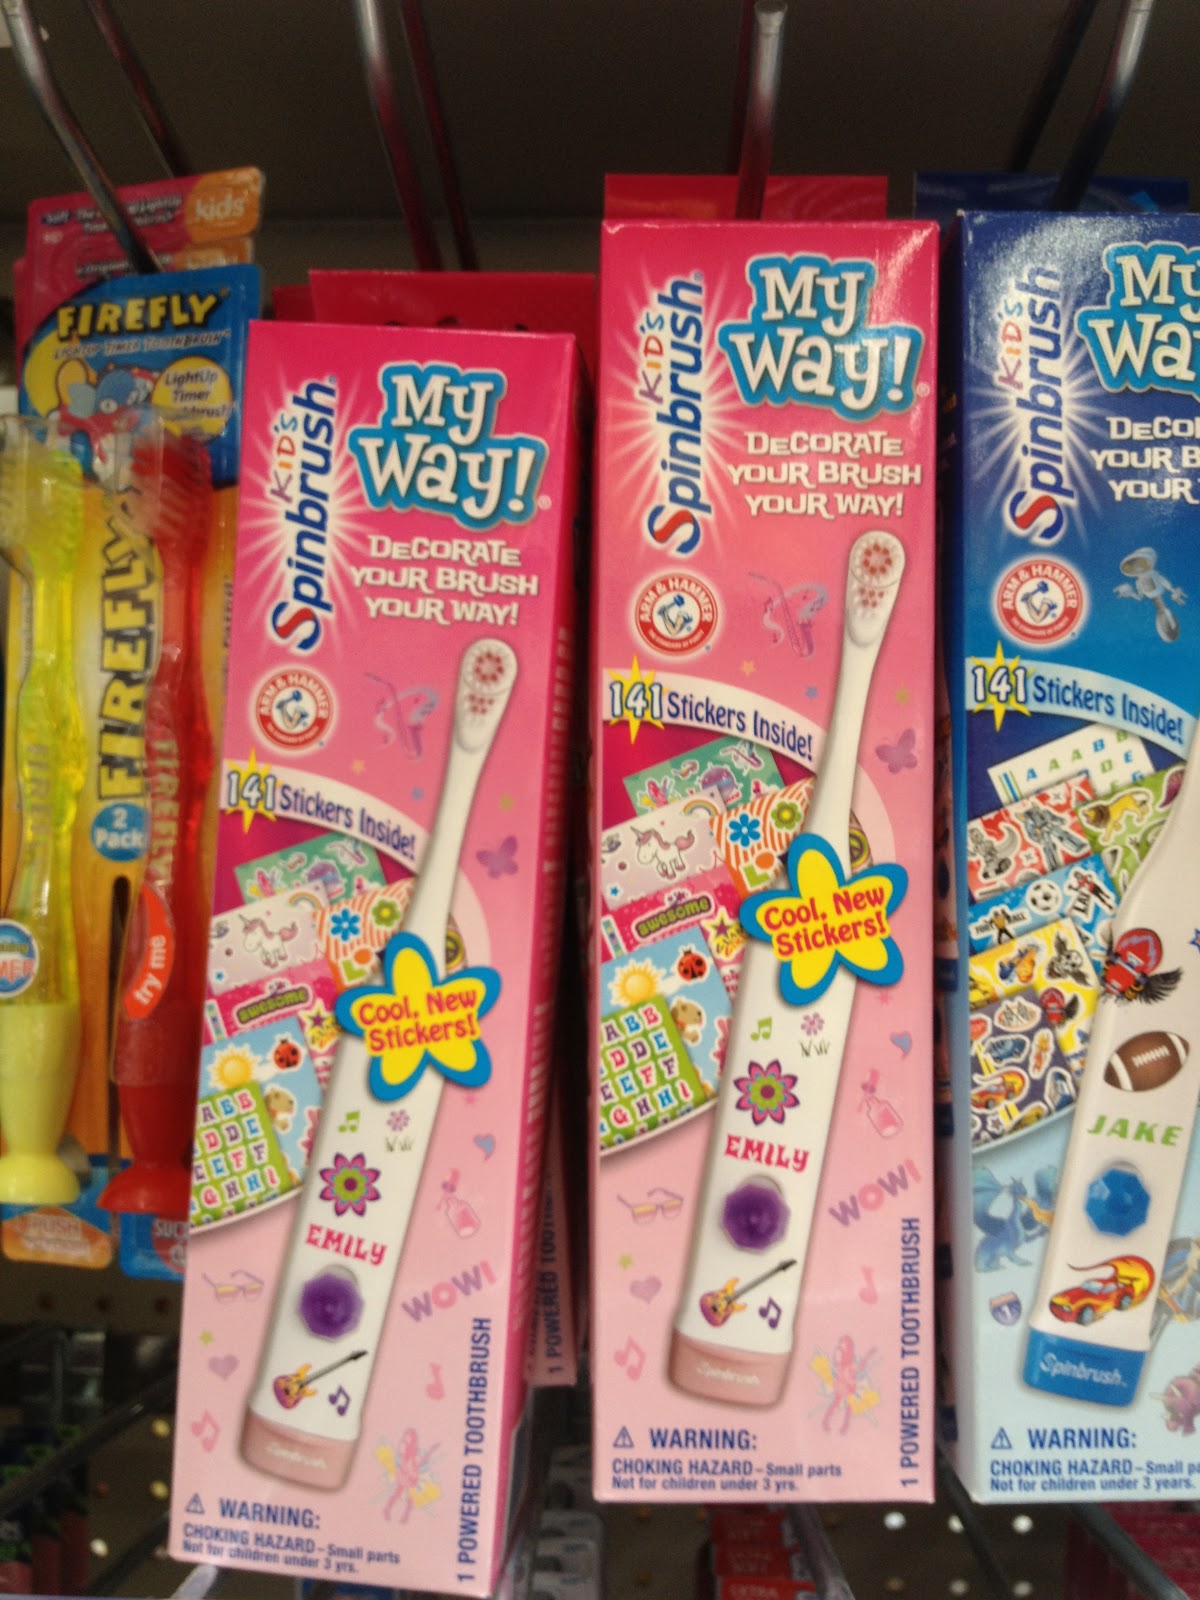 kids'
FIREFLY
LightUp
Timer
FIREFLY
2
Pack
FIREFLY
try me
KID'S
Spinbrush
My
Way!
DeCORATE
YOUR BRUSH
YOUR WAY!
ARM & HAMMER
141 Stickers Inside!
awesome
Cool, New
Stickers!
EMILY
WOW!
Spinbrush
1 POWERED TOOTHBRUSH
⚠ WARNING:
CHOKING HAZARD – Small parts
Not for children under 3 yrs.
KID'S
Spinbrush
My
Way!
DeCORATE
YOUR BRUSH
YOUR WAY!
ARM & HAMMER
141 Stickers Inside!
awesome
Cool, New
Stickers!
EMILY
WOW!
Spinbrush
1 POWERED TOOTHBRUSH
⚠ WARNING:
CHOKING HAZARD – Small parts
Not for children under 3 yrs.
KID'S
Spinbrush
My
Wa
DeCO
YOUR B
YOUR
ARM & HAMMER
141 Stickers Inside!
JAKE
Spinbrush
⚠ WARNING:
CHOKING HAZARD – Small pa
Not for children under 3 years.